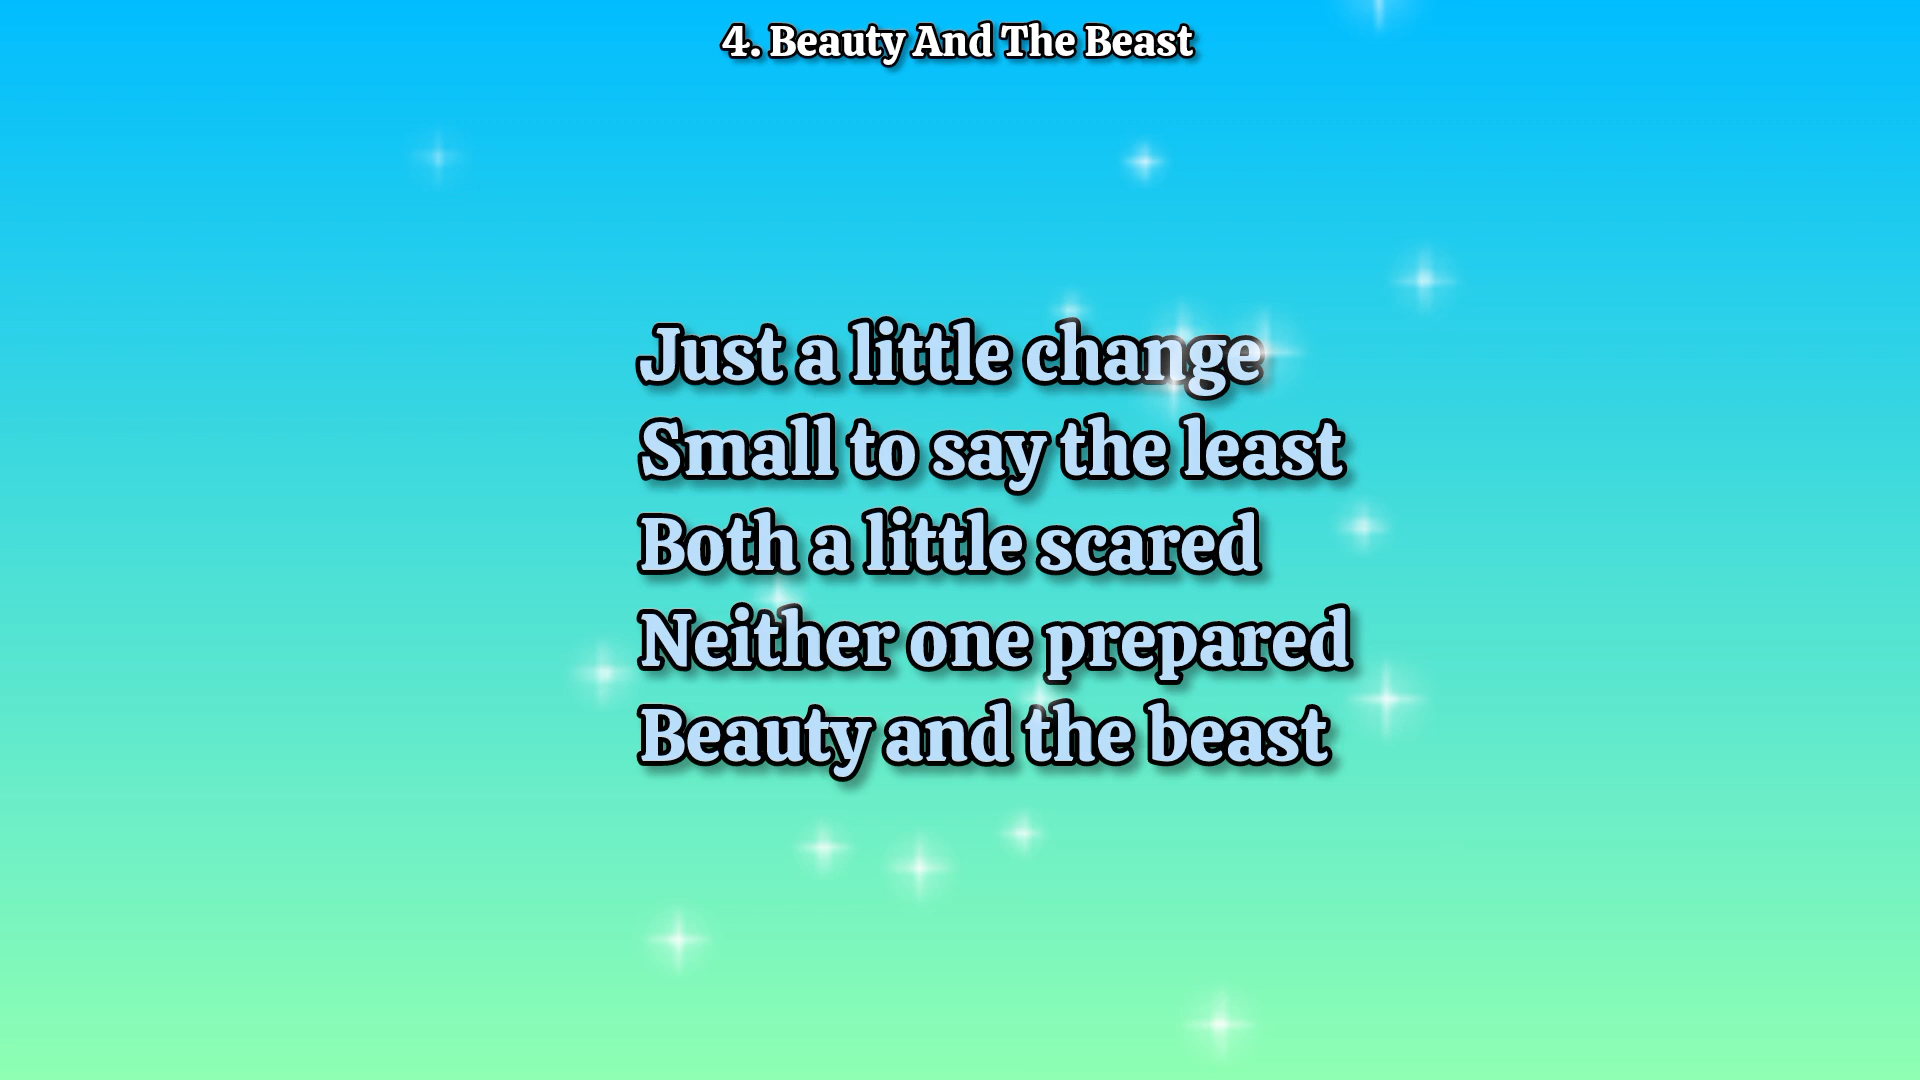 4. Beauty And The Beast
Just a little change
Small to say the least
Both a little scared
Neither one prepared
Beauty and the beast